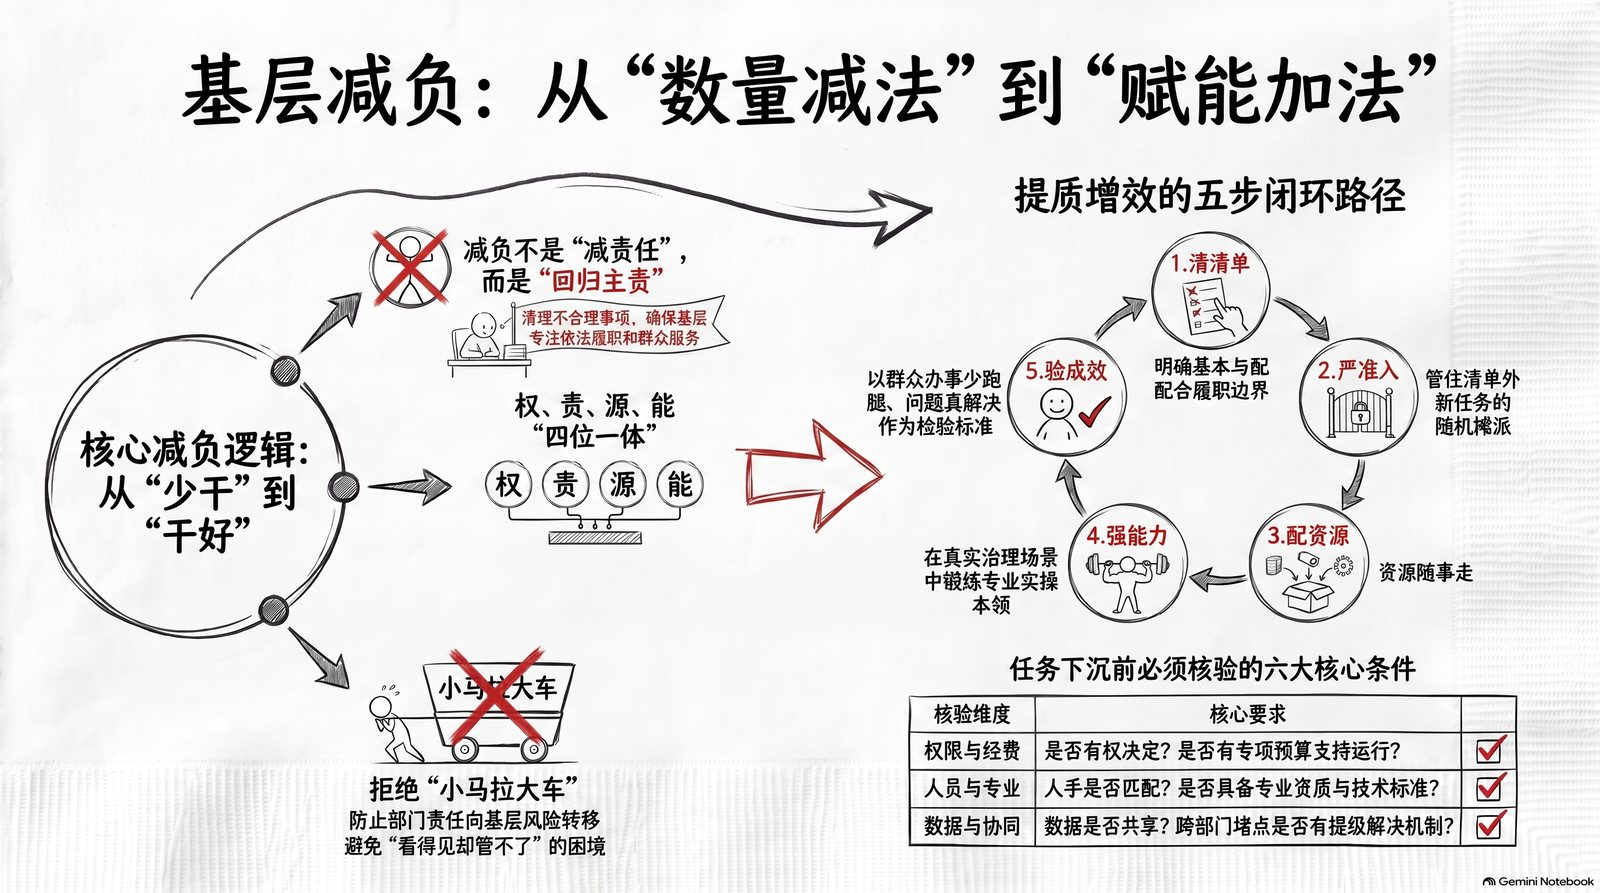 基层减负：从“数量减法”到“赋能加法”
减负不是“减责任”，
而是“回归主责”
清理不合理事项，确保基层
专注依法履职和群众服务
核心减负逻辑：
从“少干”到
“干好”
权、责、源、能
“四位一体”
权 责 源 能
小马拉大车
拒绝“小马拉大车”
防止部门责任向基层风险转移
避免“看得见却管不了”的困境
提质增效的五步闭环路径
1.清清单
明确基本与配
配合履职边界
2.严准入
管住清单外
新任务的
随机派
3.配资源
资源随事走
4.强能力
在真实治理场景
中锻练专业实操
本领
5.验成效
以群众办事少跑
腿、问题真解决
作为检验标准
任务下沉前必须核验的六大核心条件
核验维度 核心要求
权限与经费 是否有权决定？是否有专项预算支持运行？
人员与专业 人手是否匹配？是否具备专业资质与技术标准？
数据与协同 数据是否共享？跨部门堵点是否有提级解决机制？
Gemini Notebook